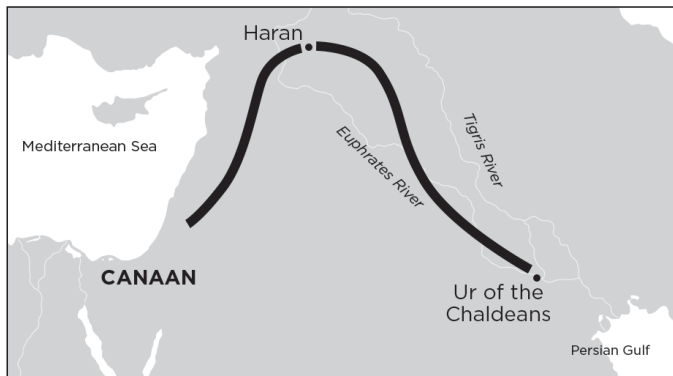 Haran
Mediterranean Sea
Euphrates River
Tigris River
CANAAN
Ur of the
Chaldeans
Persian Gulf